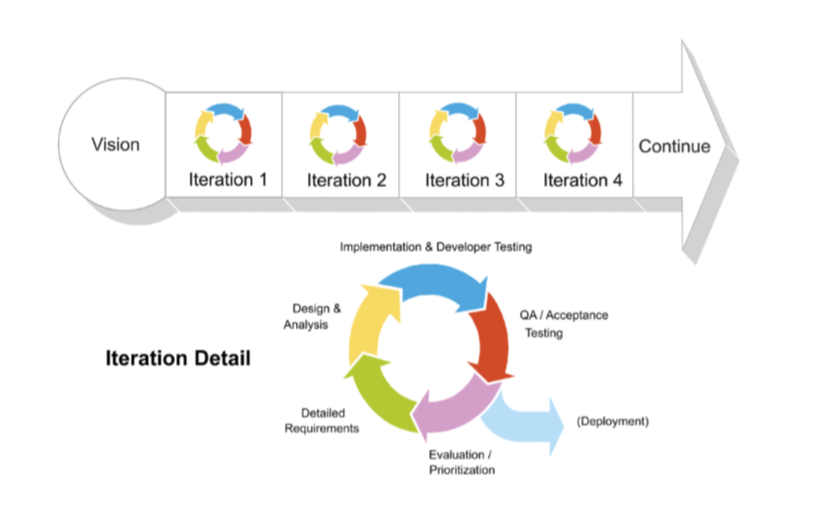 Vision
Iteration 1
Iteration 2
Iteration 3
Iteration 4
Continue
Implementation & Developer Testing
Design &
Analysis
QA / Acceptance
Testing
Iteration Detail
Detailed
Requirements
(Deployment)
Evaluation /
Prioritization